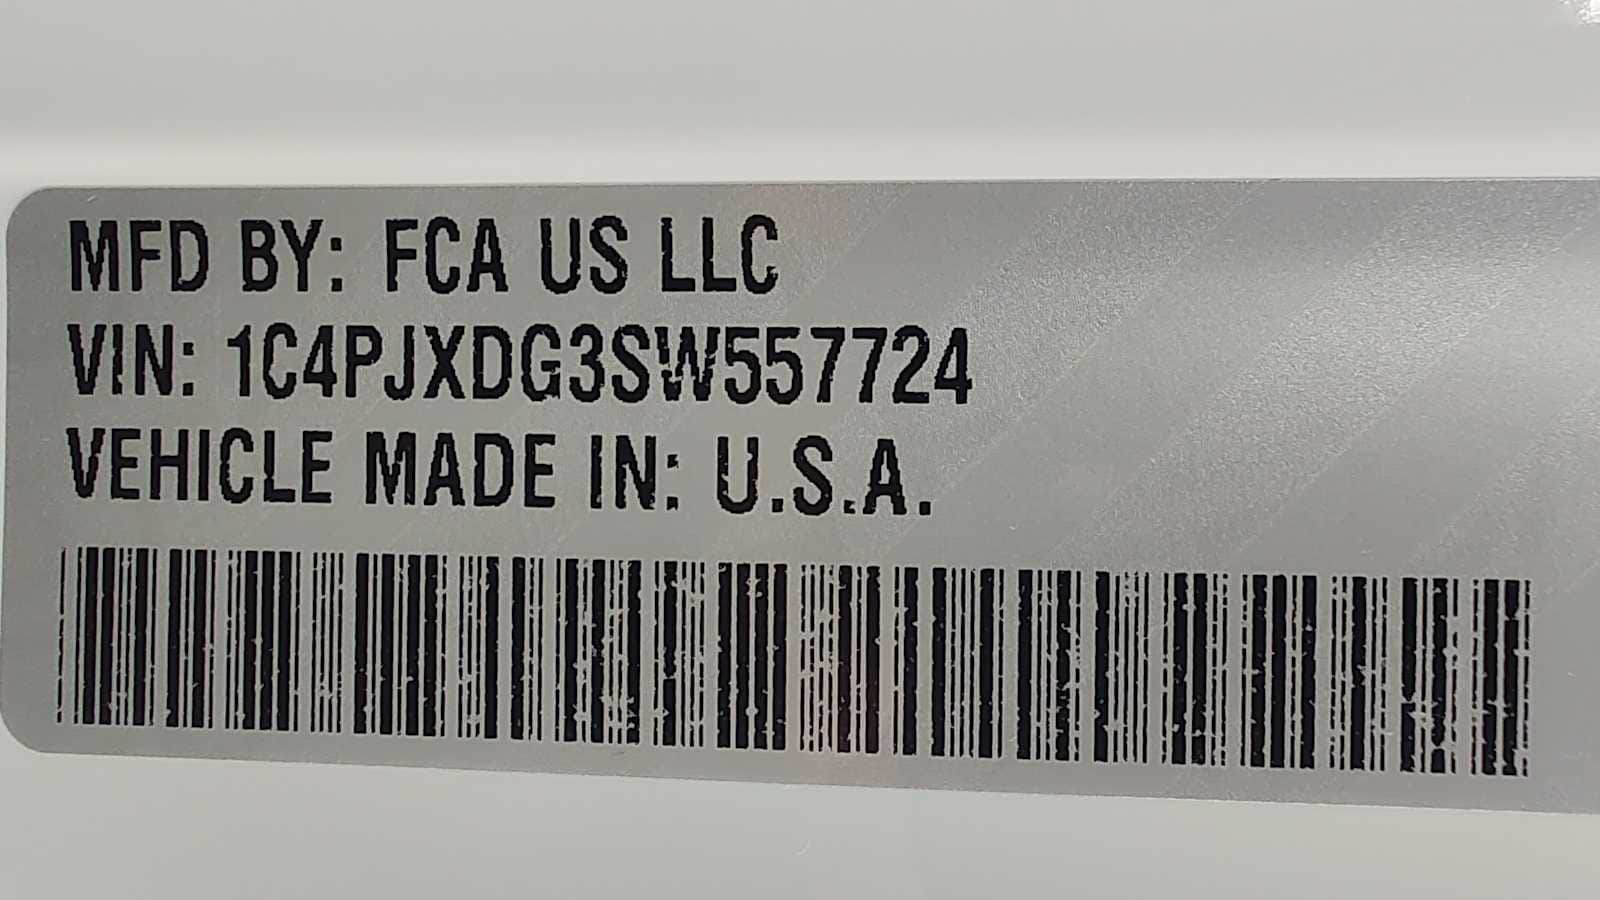 MFD BY: FCA US LLC
VIN: 1C4PJXDG3SW557724
VEHICLE MADE IN: U.S.A.